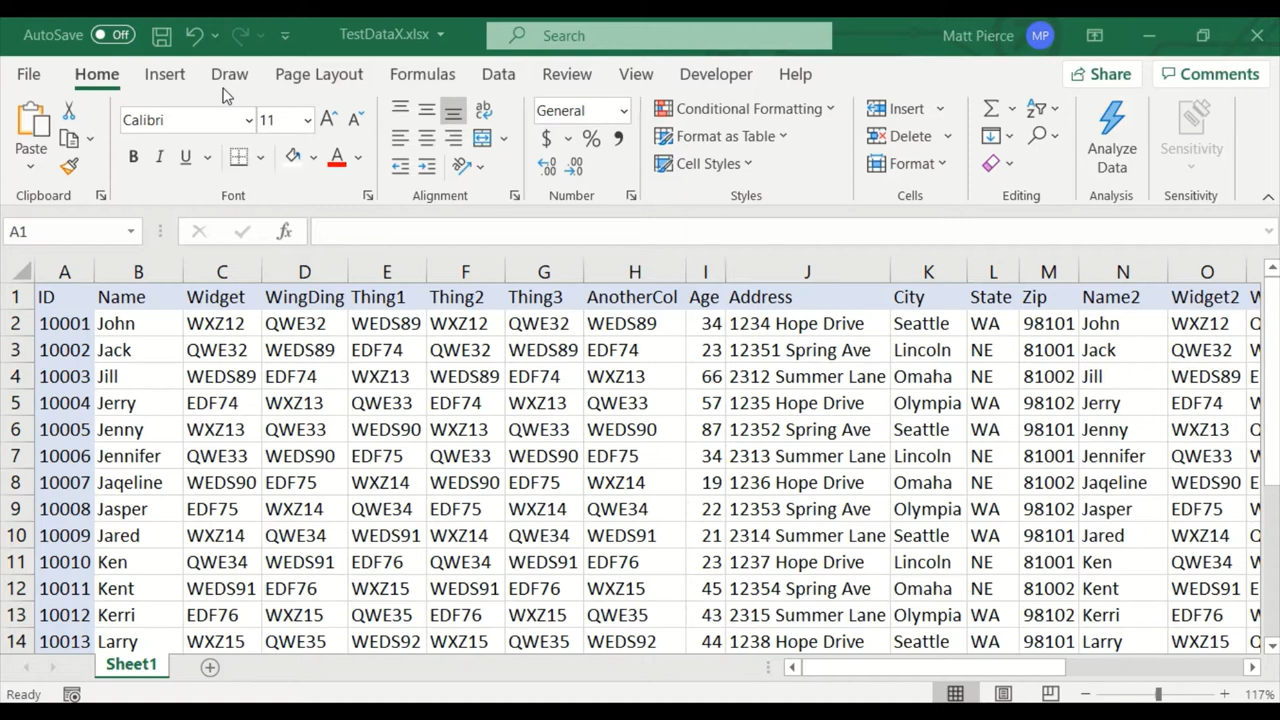 AutoSave Off TestDataX.xlsx Search Matt Pierce MP
File Home Insert Draw Page Layout Formulas Data Review View Developer Help Share Comments
Paste Calibri 11 B I U A General $ % Conditional Formatting Format as Table Cell Styles Insert Delete Format Analyze Data Sensitivity
Clipboard Font Alignment Number Styles Cells Editing Analysis Sensitivity
A1 fx
A B C D E F G H I J K L M N O
1 ID Name Widget WingDing Thing1 Thing2 Thing3 AnotherCol Age Address City State Zip Name2 Widget2
2 10001 John WXZ12 QWE32 WEDS89 WXZ12 QWE32 WEDS89 34 1234 Hope Drive Seattle WA 98101 John WXZ12
3 10002 Jack QWE32 WEDS89 EDF74 QWE32 WEDS89 EDF74 23 12351 Spring Ave Lincoln NE 81001 Jack QWE32
4 10003 Jill WEDS89 EDF74 WXZ13 WEDS89 EDF74 WXZ13 66 2312 Summer Lane Omaha NE 81002 Jill WEDS89
5 10004 Jerry EDF74 WXZ13 QWE33 EDF74 WXZ13 QWE33 57 1235 Hope Drive Olympia WA 98102 Jerry EDF74
6 10005 Jenny WXZ13 QWE33 WEDS90 WXZ13 QWE33 WEDS90 87 12352 Spring Ave Seattle WA 98101 Jenny WXZ13
7 10006 Jennifer QWE33 WEDS90 EDF75 QWE33 WEDS90 EDF75 34 2313 Summer Lane Lincoln NE 81001 Jennifer QWE33
8 10007 Jaqeline WEDS90 EDF75 WXZ14 WEDS90 EDF75 WXZ14 19 1236 Hope Drive Omaha NE 81002 Jaqeline WEDS90
9 10008 Jasper EDF75 WXZ14 QWE34 EDF75 WXZ14 QWE34 22 12353 Spring Ave Olympia WA 98102 Jasper EDF75
10 10009 Jared WXZ14 QWE34 WEDS91 WXZ14 QWE34 WEDS91 21 2314 Summer Lane Seattle WA 98101 Jared WXZ14
11 10010 Ken QWE34 WEDS91 EDF76 QWE34 WEDS91 EDF76 23 1237 Hope Drive Lincoln NE 81001 Ken QWE34
12 10011 Kent WEDS91 EDF76 WXZ15 WEDS91 EDF76 WXZ15 45 12354 Spring Ave Omaha NE 81002 Kent WEDS91
13 10012 Kerri EDF76 WXZ15 QWE35 EDF76 WXZ15 QWE35 43 2315 Summer Lane Olympia WA 98102 Kerri EDF76
14 10013 Larry WXZ15 QWE35 WEDS92 WXZ15 QWE35 WEDS92 44 1238 Hope Drive Seattle WA 98101 Larry WXZ15
Sheet1
Ready 117%